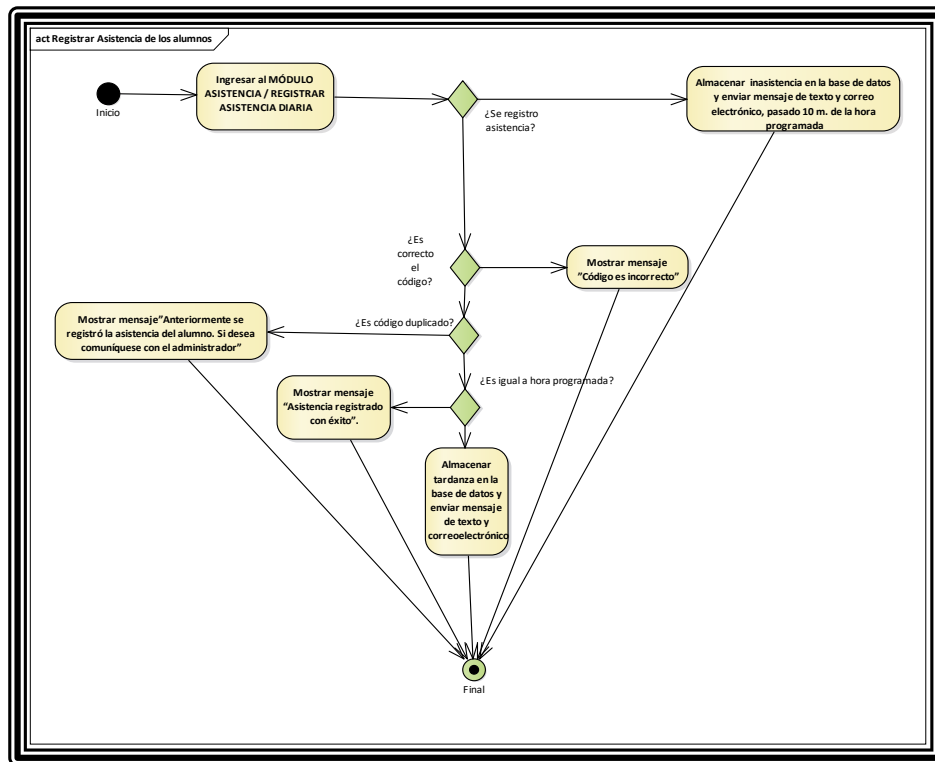 act Registrar Asistencia de los alumnos
Inicio
Ingresar al MÓDULO
ASISTENCIA / REGISTRAR
ASISTENCIA DIARIA
¿Se registro
asistencia?
Almacenar inasistencia en la base de datos
y enviar mensaje de texto y correo
electrónico, pasado 10 m. de la hora
programada
¿Es
correcto
el
código?
Mostrar mensaje
"Código es incorrecto”
Mostrar mensaje”Anteriormente se
registró la asistencia del alumno. Si desea
comuníquese con el administrador”
¿Es código duplicado?
¿Es igual a hora programada?
Mostrar mensaje
“Asistencia registrado
con éxito”.
Almacenar
tardanza en la
base de datos y
enviar mensaje
de texto y
correoelectrónico
Final